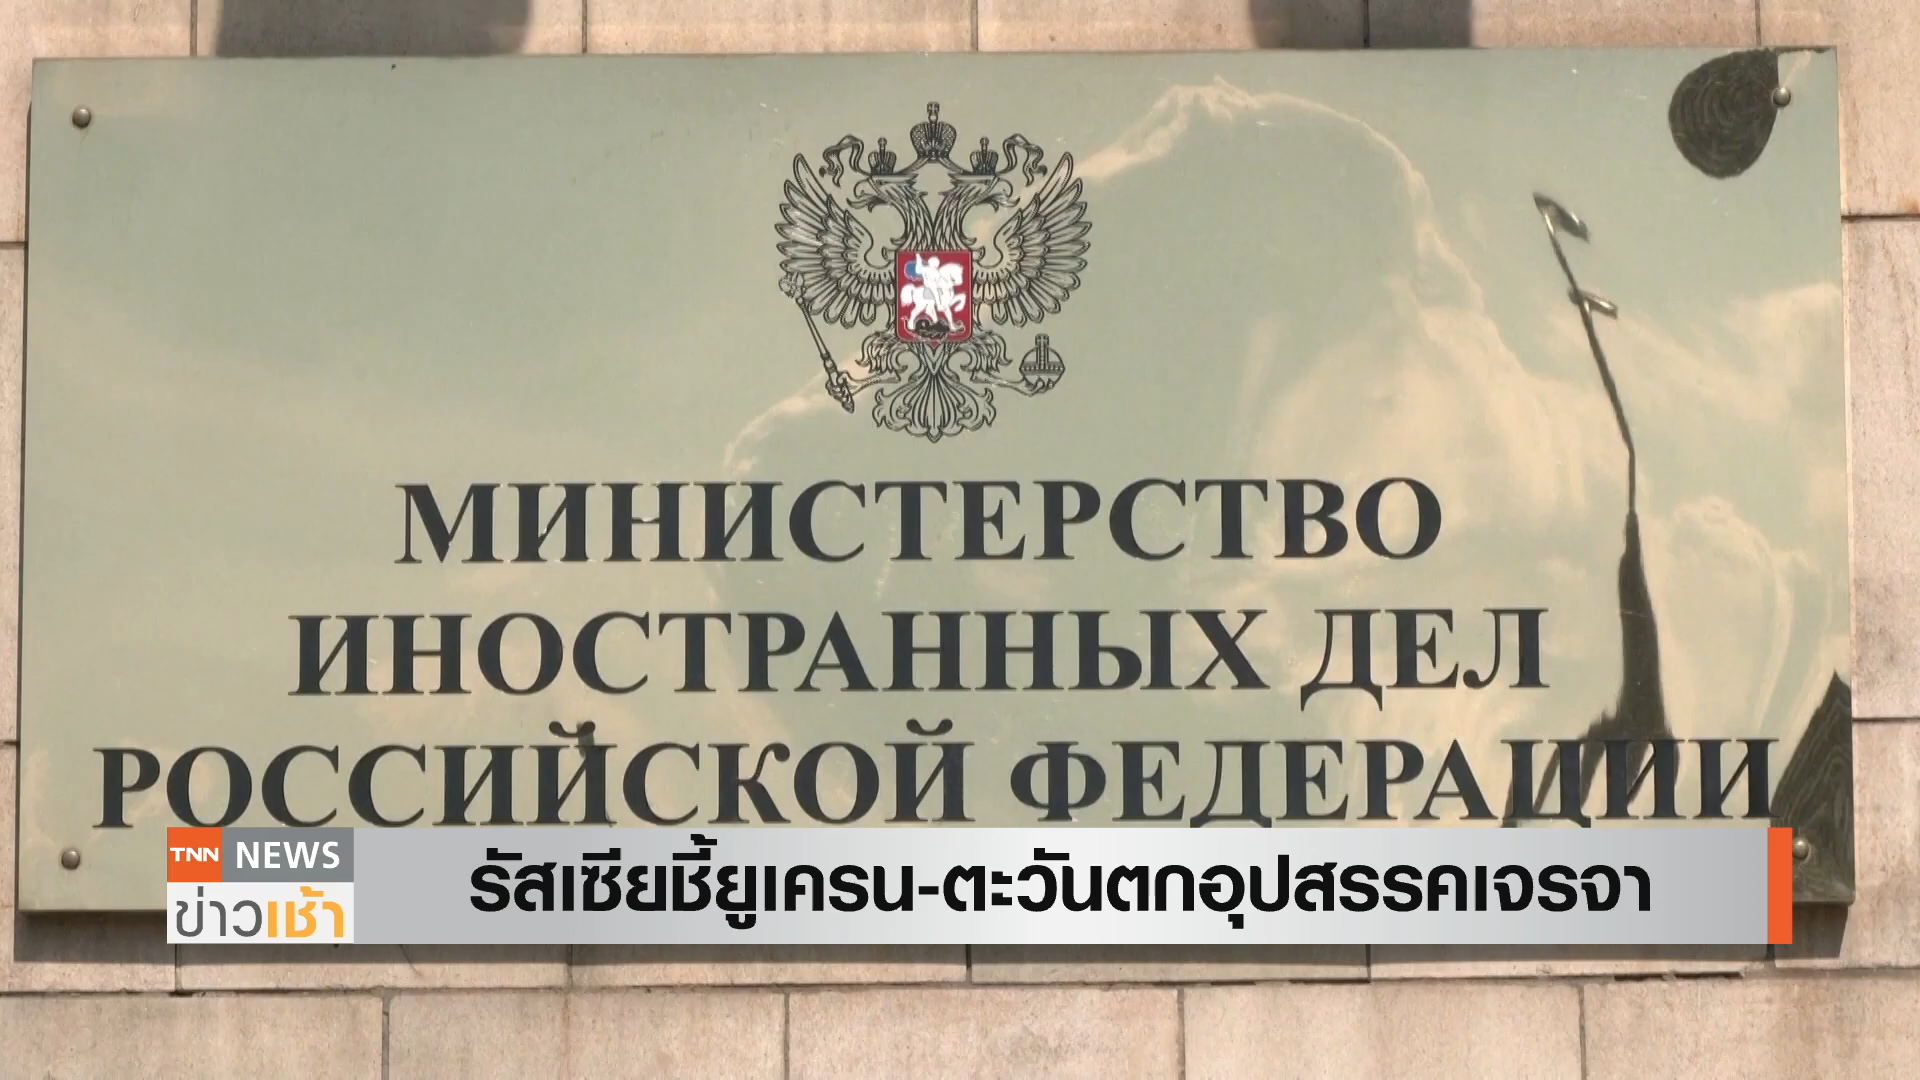 МИНИСТЕРСТВО
ИНОСТРАННЫХ ДЕЛ
РОССИЙСКОЙ ФЕДЕРАЦИИ
TNN NEWS
ข่าวเช้า
รัสเซียชี้ยูเครน-ตะวันตกอุปสรรคเจรจา